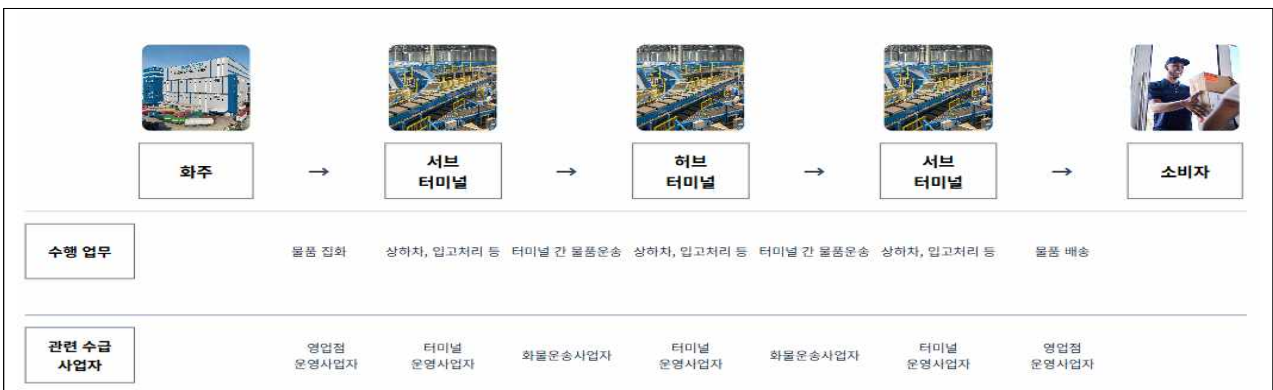 화주 → 서브 터미널 → 허브 터미널 → 서브 터미널 → 소비자
수행 업무 물품 집화 상하차, 입고처리 등 터미널 간 물품운송 상하차, 입고처리 등 터미널 간 물품운송 상하차, 입고처리 등 물품 배송
관련 수급 사업자 영업점 운영사업자 터미널 운영사업자 화물운송사업자 터미널 운영사업자 화물운송사업자 터미널 운영사업자 영업점 운영사업자